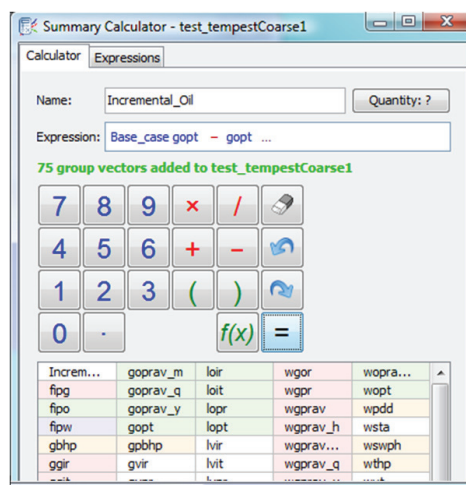 Summary Calculator - test_tempestCoarse1
Calculator Expressions
Name: Incremental_Oil Quantity: ?
Expression: Base_case gopt − gopt ...
75 group vectors added to test_tempestCoarse1
7 8 9 × /
4 5 6 + −
1 2 3 ( )
0 . f(x) =
Increm... goprav_m loir wgor wopra...
fipg goprav_q loit wgpr wopt
fipo goprav_y lopr wgprav wpdd
fipw gopt lopt wgprav_h wsta
gbhp gpbhp lvir wgprav... wswph
ggir gvir lvit wgprav_q wthp